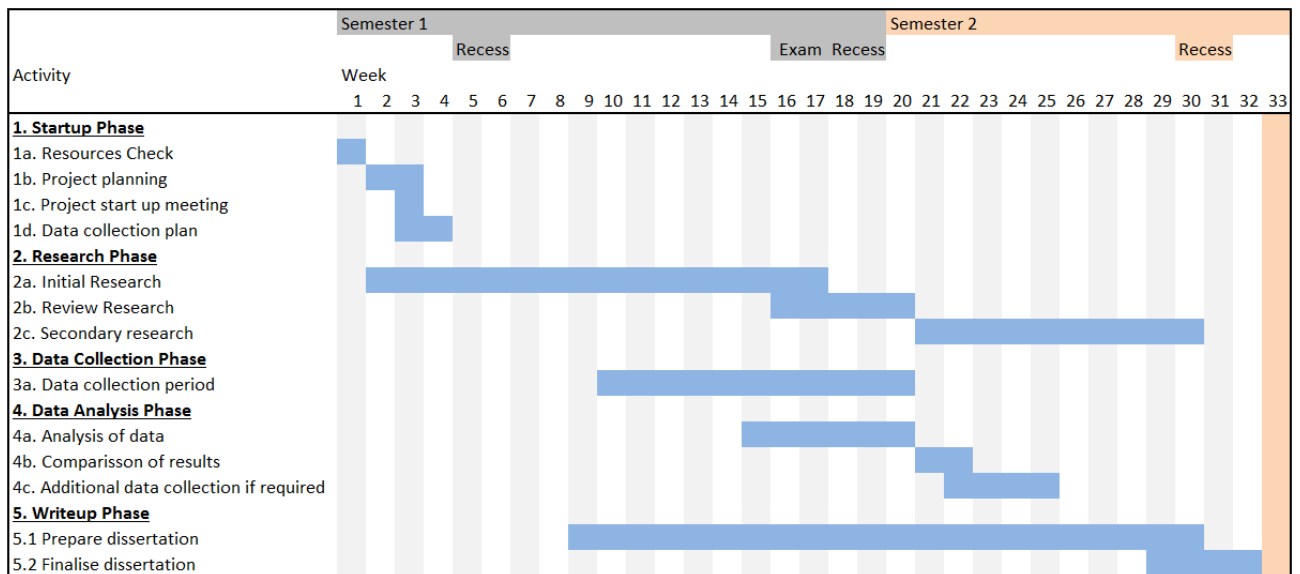 Semester 1 Semester 2
Recess Exam Recess Recess
Activity Week
1 2 3 4 5 6 7 8 9 10 11 12 13 14 15 16 17 18 19 20 21 22 23 24 25 26 27 28 29 30 31 32 33
1. Startup Phase
1a. Resources Check
1b. Project planning
1c. Project start up meeting
1d. Data collection plan
2. Research Phase
2a. Initial Research
2b. Review Research
2c. Secondary research
3. Data Collection Phase
3a. Data collection period
4. Data Analysis Phase
4a. Analysis of data
4b. Comparisson of results
4c. Additional data collection if required
5. Writeup Phase
5.1 Prepare dissertation
5.2 Finalise dissertation